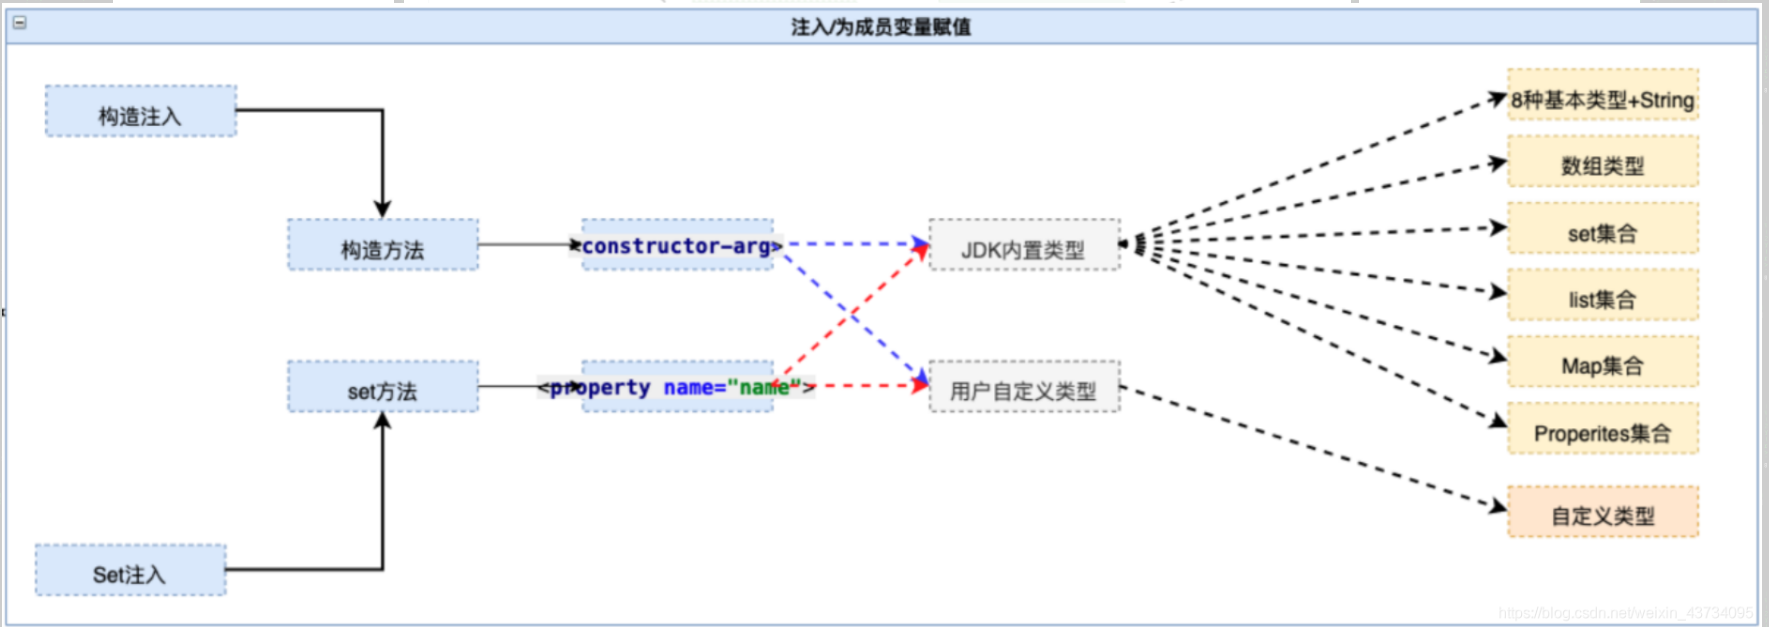 注入/为成员变量赋值
构造注入
8种基本类型+String
数组类型
构造方法
<constructor-arg>
JDK内置类型
set集合
list集合
set方法
<property name="name">
用户自定义类型
Map集合
Properites集合
自定义类型
Set注入
https://blog.csdn.net/weixin_43734095